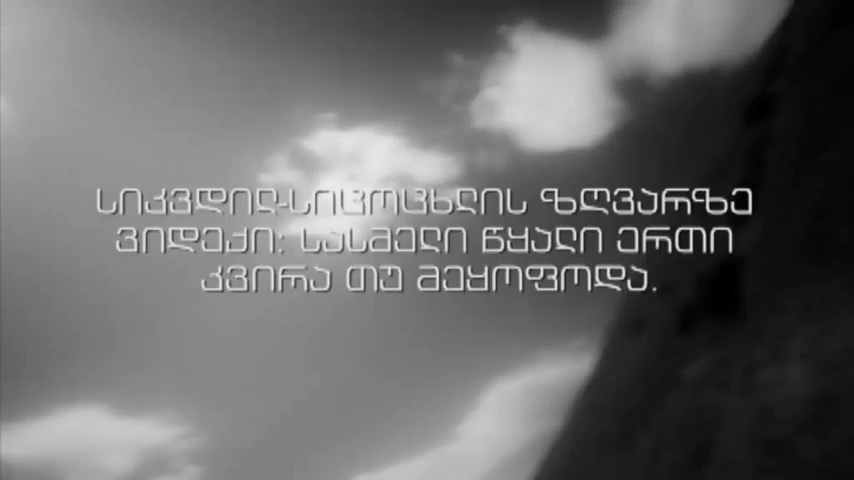 სიკვდილ-სიცოცხლის ზღვარზე
ვიდექი: სასმელი წყალი ერთი
კვირა თუ მეყოფოდა.